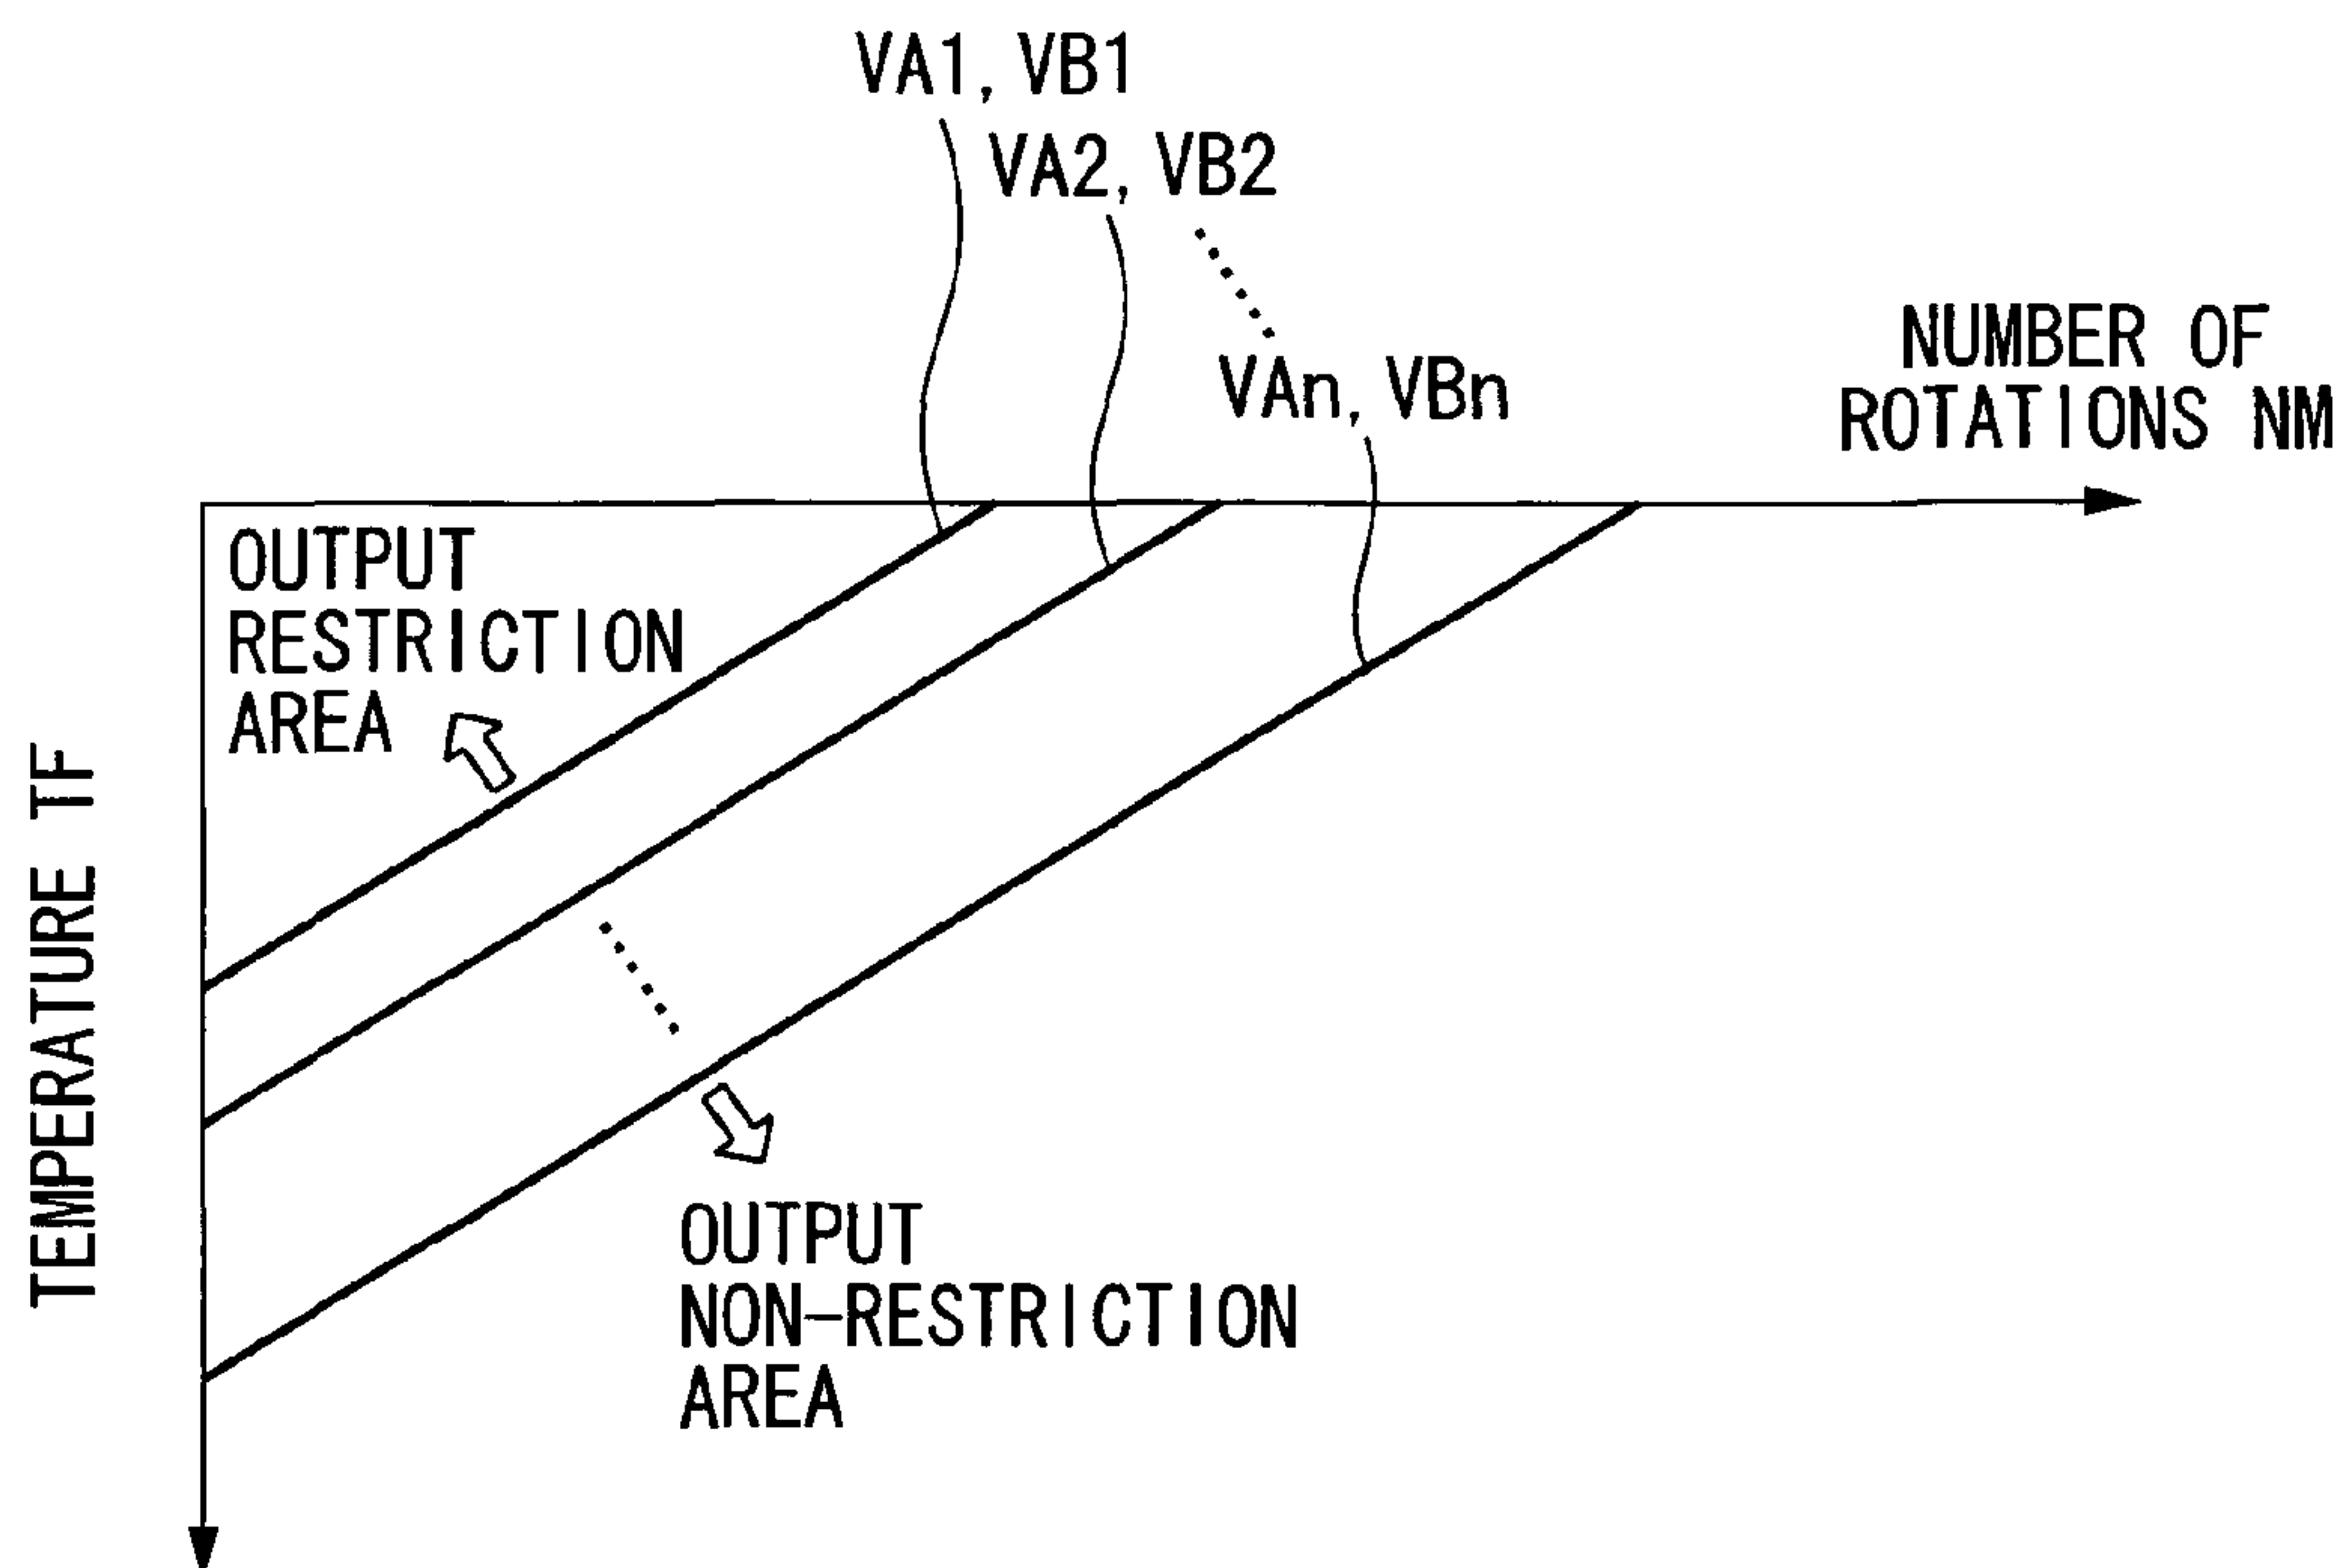 VA1, VB1
VA2, VB2
VAn, VBn
NUMBER OF
ROTATIONS NM
OUTPUT
RESTRICTION
AREA
TEMPERATURE TF
OUTPUT
NON-RESTRICTION
AREA